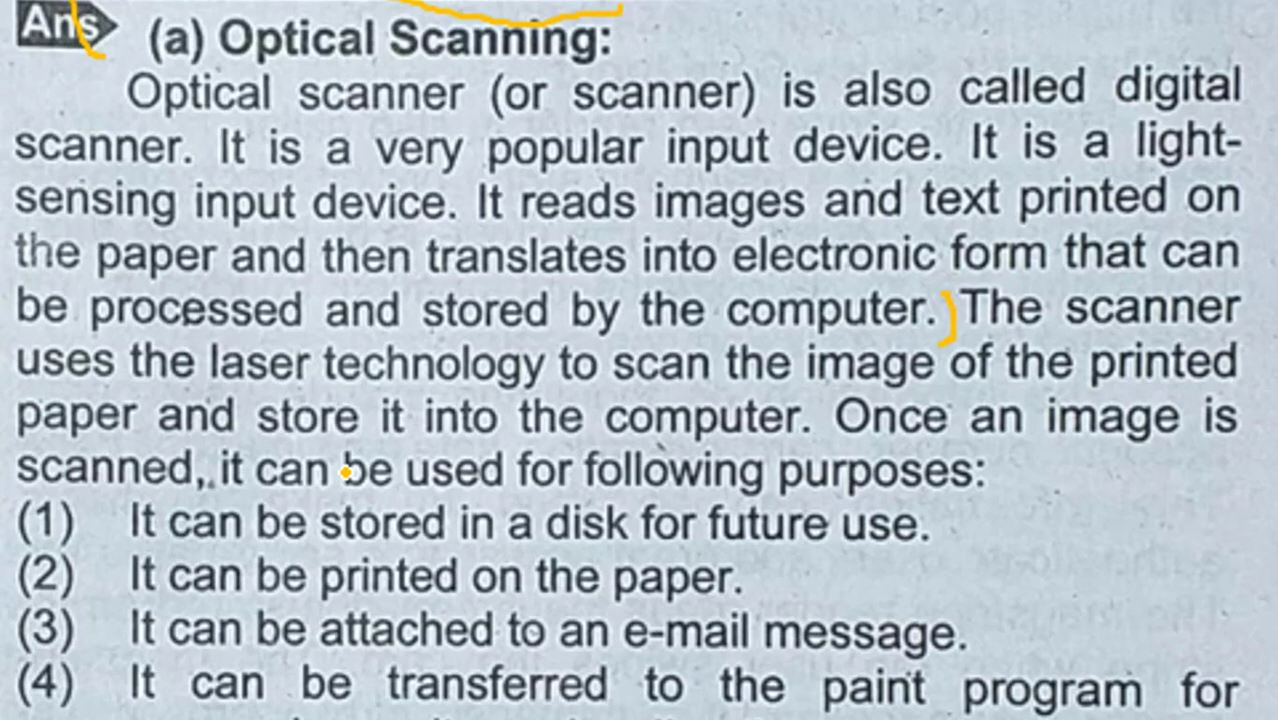 Ans (a) Optical Scanning:
Optical scanner (or scanner) is also called digital
scanner. It is a very popular input device. It is a light-
sensing input device. It reads images and text printed on
the paper and then translates into electronic form that can
be processed and stored by the computer. The scanner
uses the laser technology to scan the image of the printed
paper and store it into the computer. Once an image is
scanned, it can be used for following purposes:
(1) It can be stored in a disk for future use.
(2) It can be printed on the paper.
(3) It can be attached to an e-mail message.
(4) It can be transferred to the paint program for